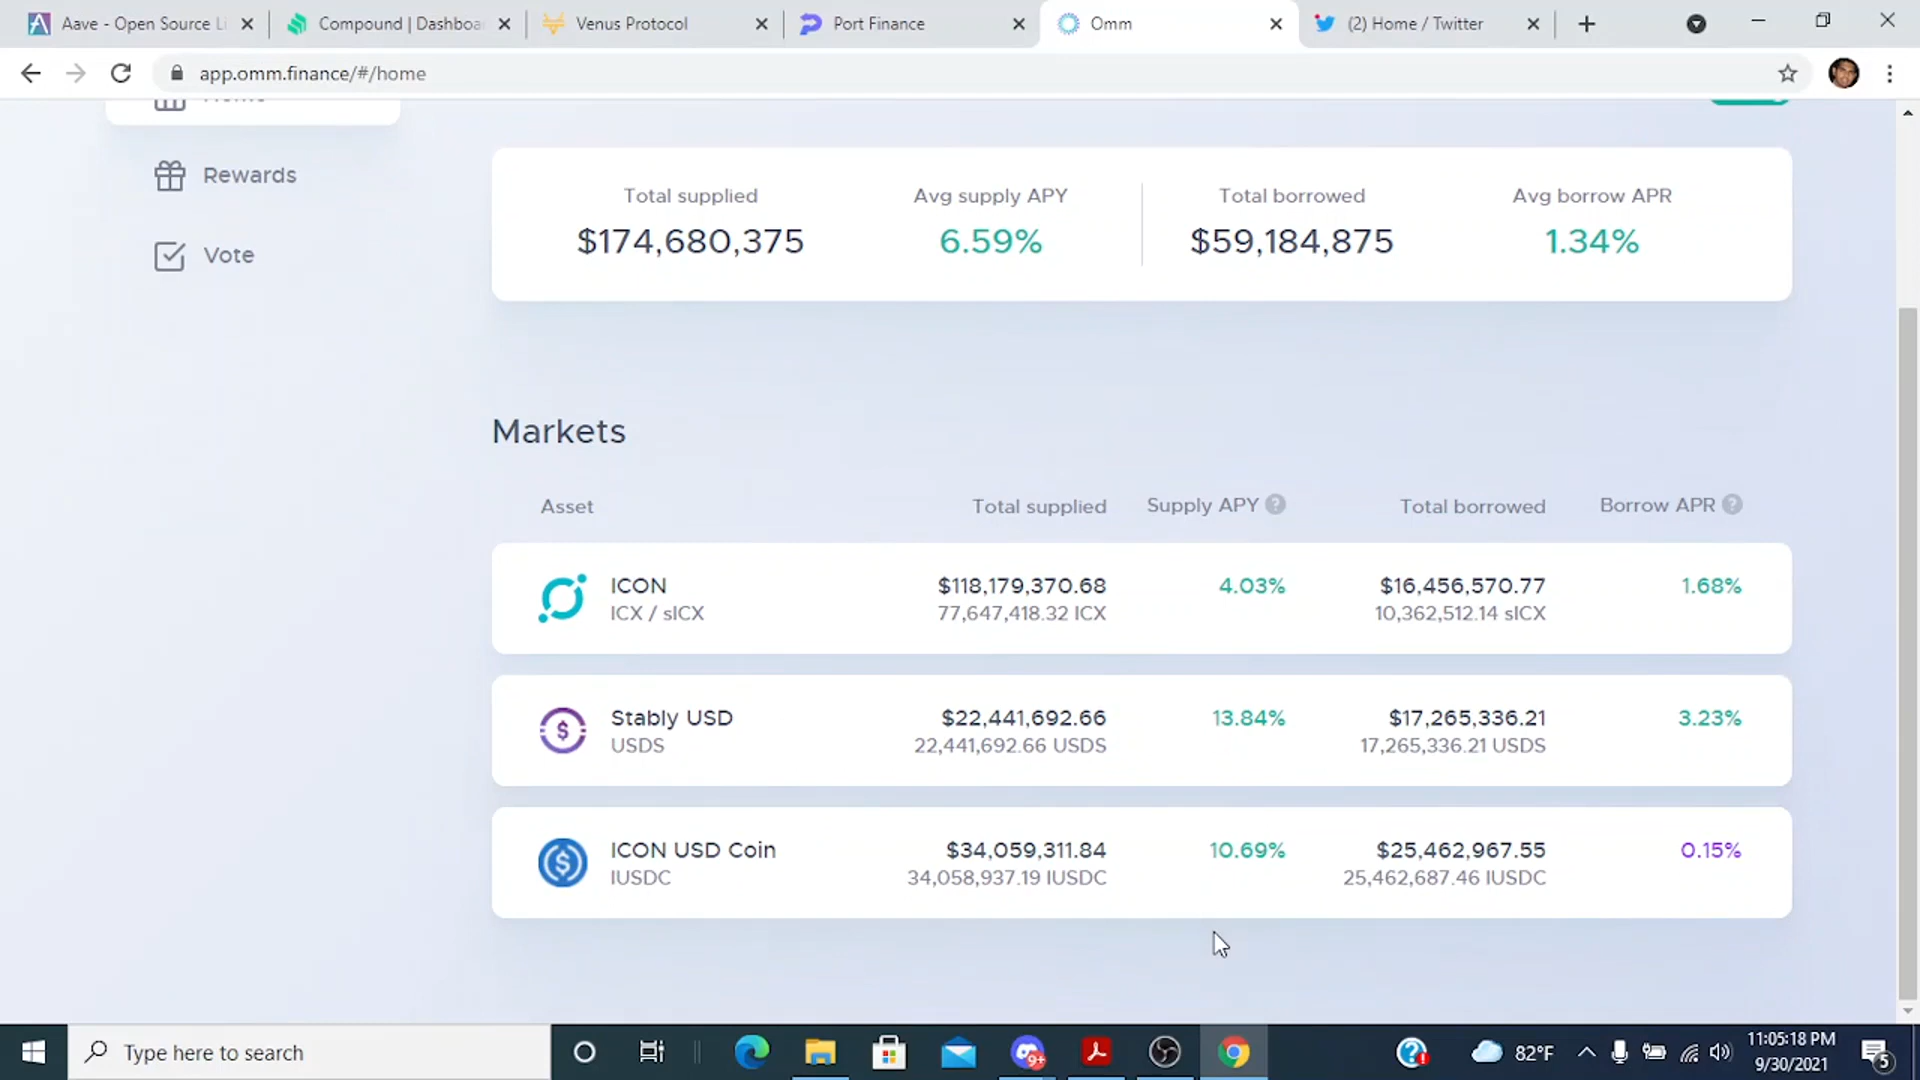 Aave - Open Source Li
Compound | Dashboa
Venus Protocol
Port Finance
Omm
(2) Home / Twitter
app.omm.finance/#/home
Home
Rewards
Vote
Total supplied
Avg supply APY
Total borrowed
Avg borrow APR
$174,680,375
6.59%
$59,184,875
1.34%
Markets
Asset
Total supplied
Supply APY ?
Total borrowed
Borrow APR ?
ICON
$118,179,370.68
4.03%
$16,456,570.77
1.68%
ICX / sICX
77,647,418.32 ICX
10,362,512.14 sICX
Stably USD
$22,441,692.66
13.84%
$17,265,336.21
3.23%
USDS
22,441,692.66 USDS
17,265,336.21 USDS
ICON USD Coin
$34,059,311.84
10.69%
$25,462,967.55
0.15%
IUSDC
34,058,937.19 IUSDC
25,462,687.46 IUSDC
Type here to search
9+
82°F
11:05:18 PM
9/30/2021
5